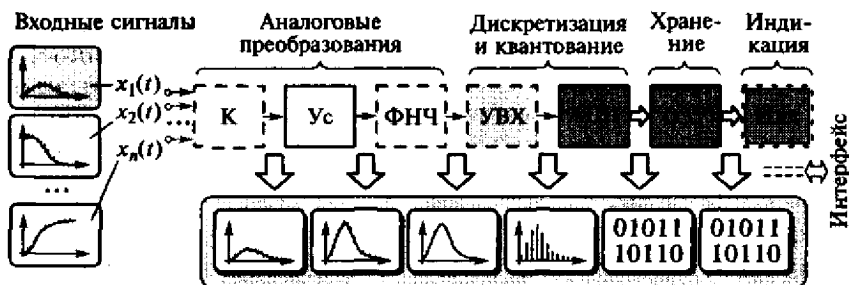 Входные сигналы
Аналоговые
преобразования
Дискретизация
и квантование
Хране-
ние
Инди-
кация
x₁(t)
x₂(t)
...
xₙ(t)
...
К
Ус
ФНЧ
УВХ
Интерфейс
01011
10110
01011
10110